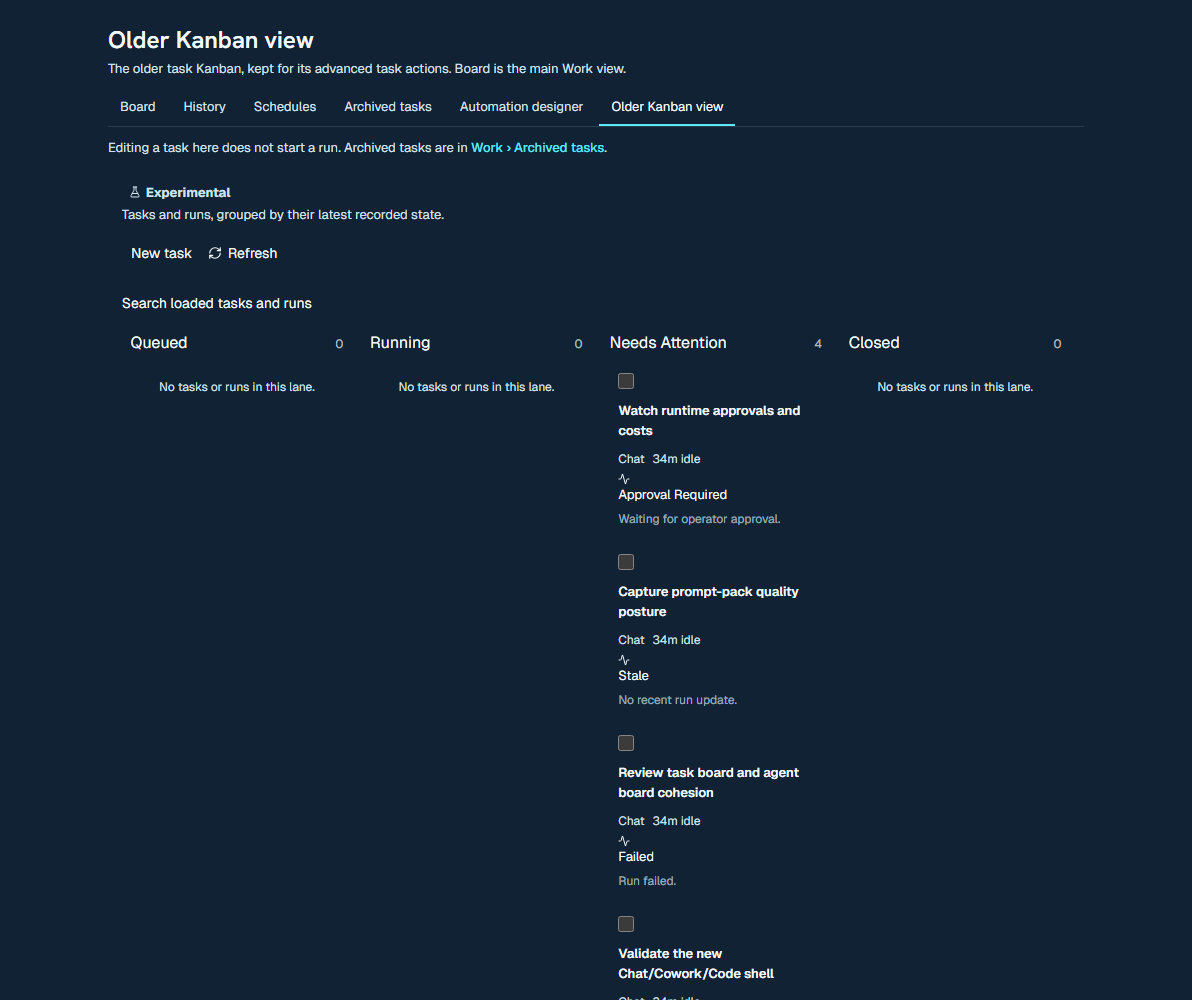 Older Kanban view
The older task Kanban, kept for its advanced task actions. Board is the main Work view.
Board History Schedules Archived tasks Automation designer Older Kanban view
Editing a task here does not start a run. Archived tasks are in Work › Archived tasks.
Experimental
Tasks and runs, grouped by their latest recorded state.
New task Refresh
Search loaded tasks and runs
Queued 0
No tasks or runs in this lane.
Running 0
No tasks or runs in this lane.
Needs Attention 4
Watch runtime approvals and
costs
Chat 34m idle
Approval Required
Waiting for operator approval.
Capture prompt-pack quality
posture
Chat 34m idle
Stale
No recent run update.
Review task board and agent
board cohesion
Chat 34m idle
Failed
Run failed.
Validate the new
Chat/Cowork/Code shell
Chat 34m idle
Closed 0
No tasks or runs in this lane.